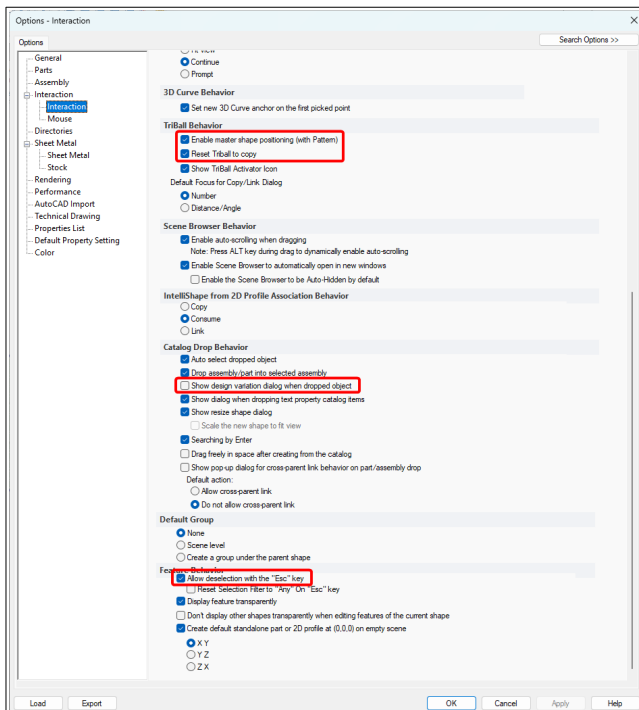 Options - Interaction
Search Options >>
Options
General
Parts
Assembly
Interaction
Interaction
Mouse
Directories
Sheet Metal
Sheet Metal
Stock
Rendering
Performance
AutoCAD Import
Technical Drawing
Properties List
Default Property Setting
Color
Fit View
Continue
Prompt
3D Curve Behavior
Set new 3D Curve anchor on the first picked point
TriBall Behavior
Enable master shape positioning (with Pattern)
Reset Triball to copy
Show TriBall Activator Icon
Default Focus for Copy/Link Dialog
Number
Distance/Angle
Scene Browser Behavior
Enable auto-scrolling when dragging
Note: Press ALT key during drag to dynamically enable auto-scrolling
Enable Scene Browser to automatically open in new windows
Enable the Scene Browser to be Auto-Hidden by default
IntelliShape from 2D Profile Association Behavior
Copy
Consume
Link
Catalog Drop Behavior
Auto select dropped object
Drop assembly/part into selected assembly
Show design variation dialog when dropped object
Show dialog when dropping text property catalog items
Show resize shape dialog
Scale the new shape to fit view
Searching by Enter
Drag freely in space after creating from the catalog
Show pop-up dialog for cross-parent link behavior on part/assembly drop
Default action:
Allow cross-parent link
Do not allow cross-parent link
Default Group
None
Scene level
Create a group under the parent shape
Feature Behavior
Allow deselection with the "Esc" key
Reset Selection Filter to "Any" On "Esc" key
Display feature transparently
Don't display other shapes transparently when editing features of the current shape
Create default standalone part or 2D profile at (0,0,0) on empty scene
X Y
Y Z
Z X
Load
Export
OK
Cancel
Apply
Help